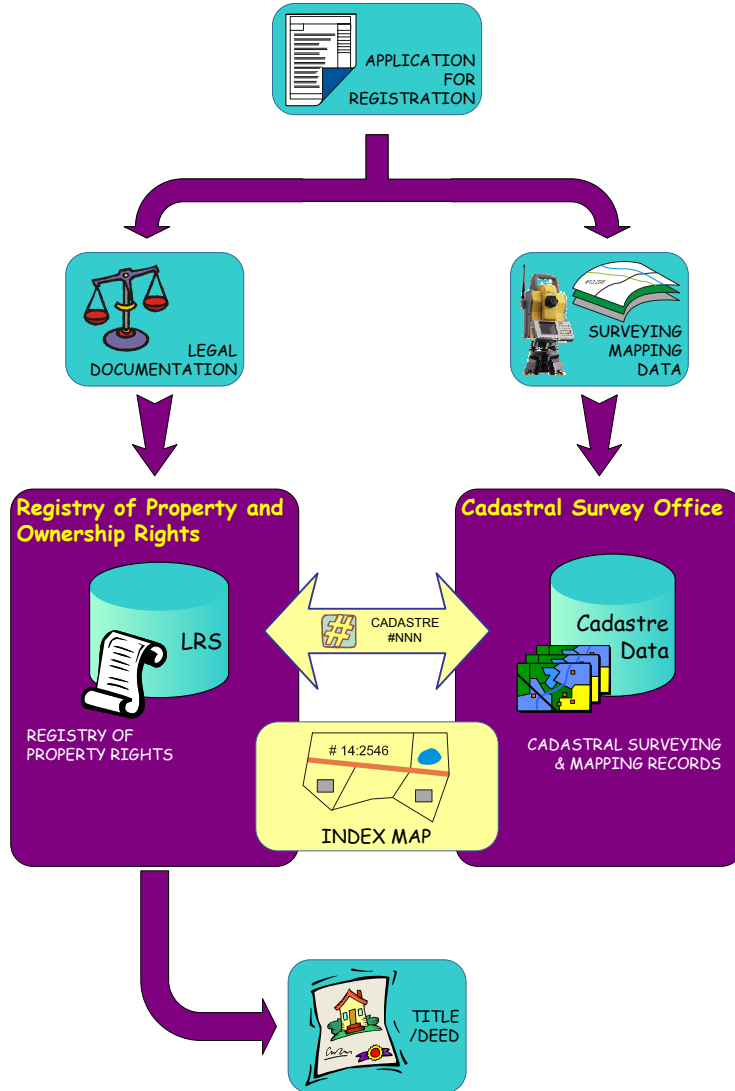 APPLICATION
FOR
REGISTRATION
LEGAL
DOCUMENTATION
SURVEYING
MAPPING
DATA
Registry of Property and
Ownership Rights
LRS
REGISTRY OF
PROPERTY RIGHTS
CADASTRE
#NNN
Cadastral Survey Office
Cadastre
Data
CADASTRAL SURVEYING
& MAPPING RECORDS
# 14:2546
INDEX MAP
TITLE
/DEED